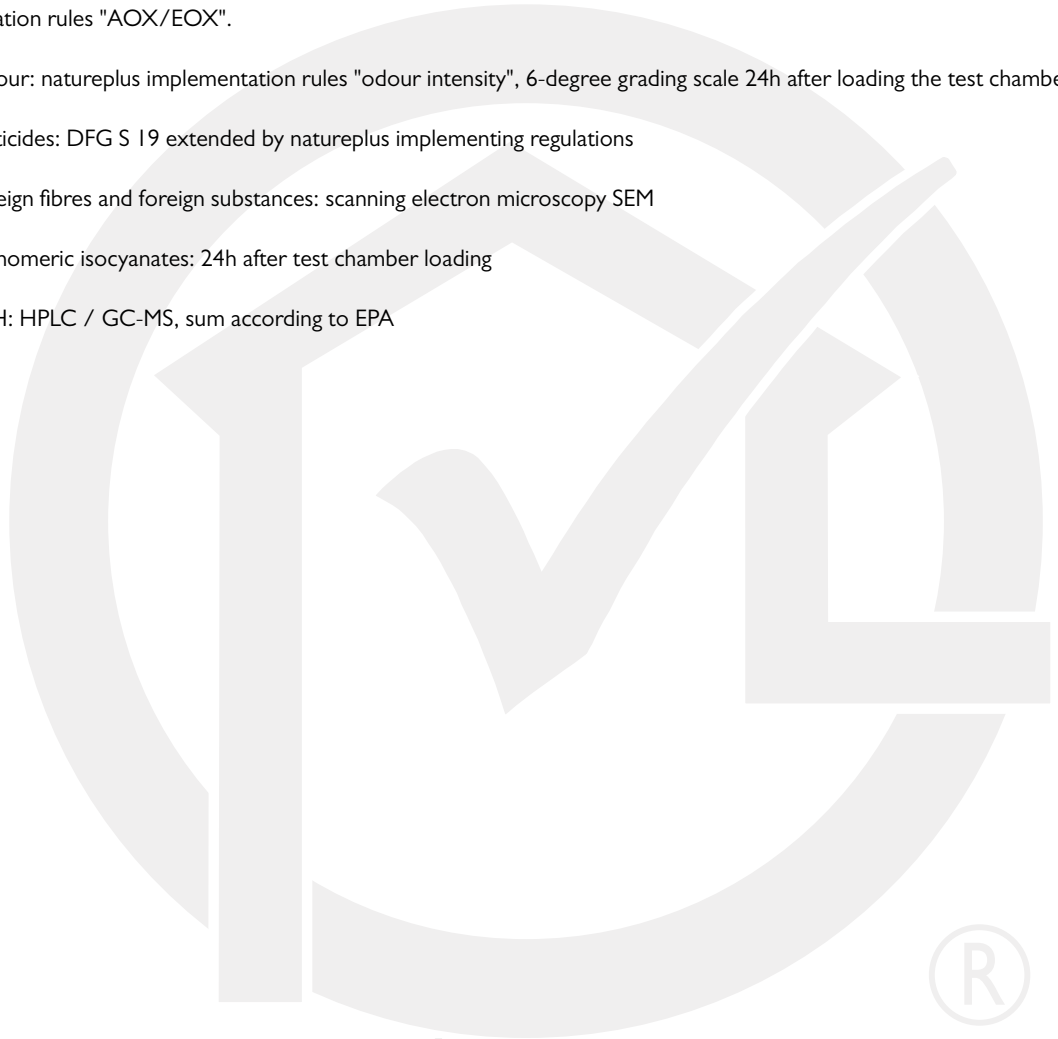 ation rules "AOX/EOX".
our: natureplus implementation rules "odour intensity", 6-degree grading scale 24h after loading the test chambe
ticides: DFG S 19 extended by natureplus implementing regulations
eign fibres and foreign substances: scanning electron microscopy SEM
nomeric isocyanates: 24h after test chamber loading
H: HPLC / GC-MS, sum according to EPA
®